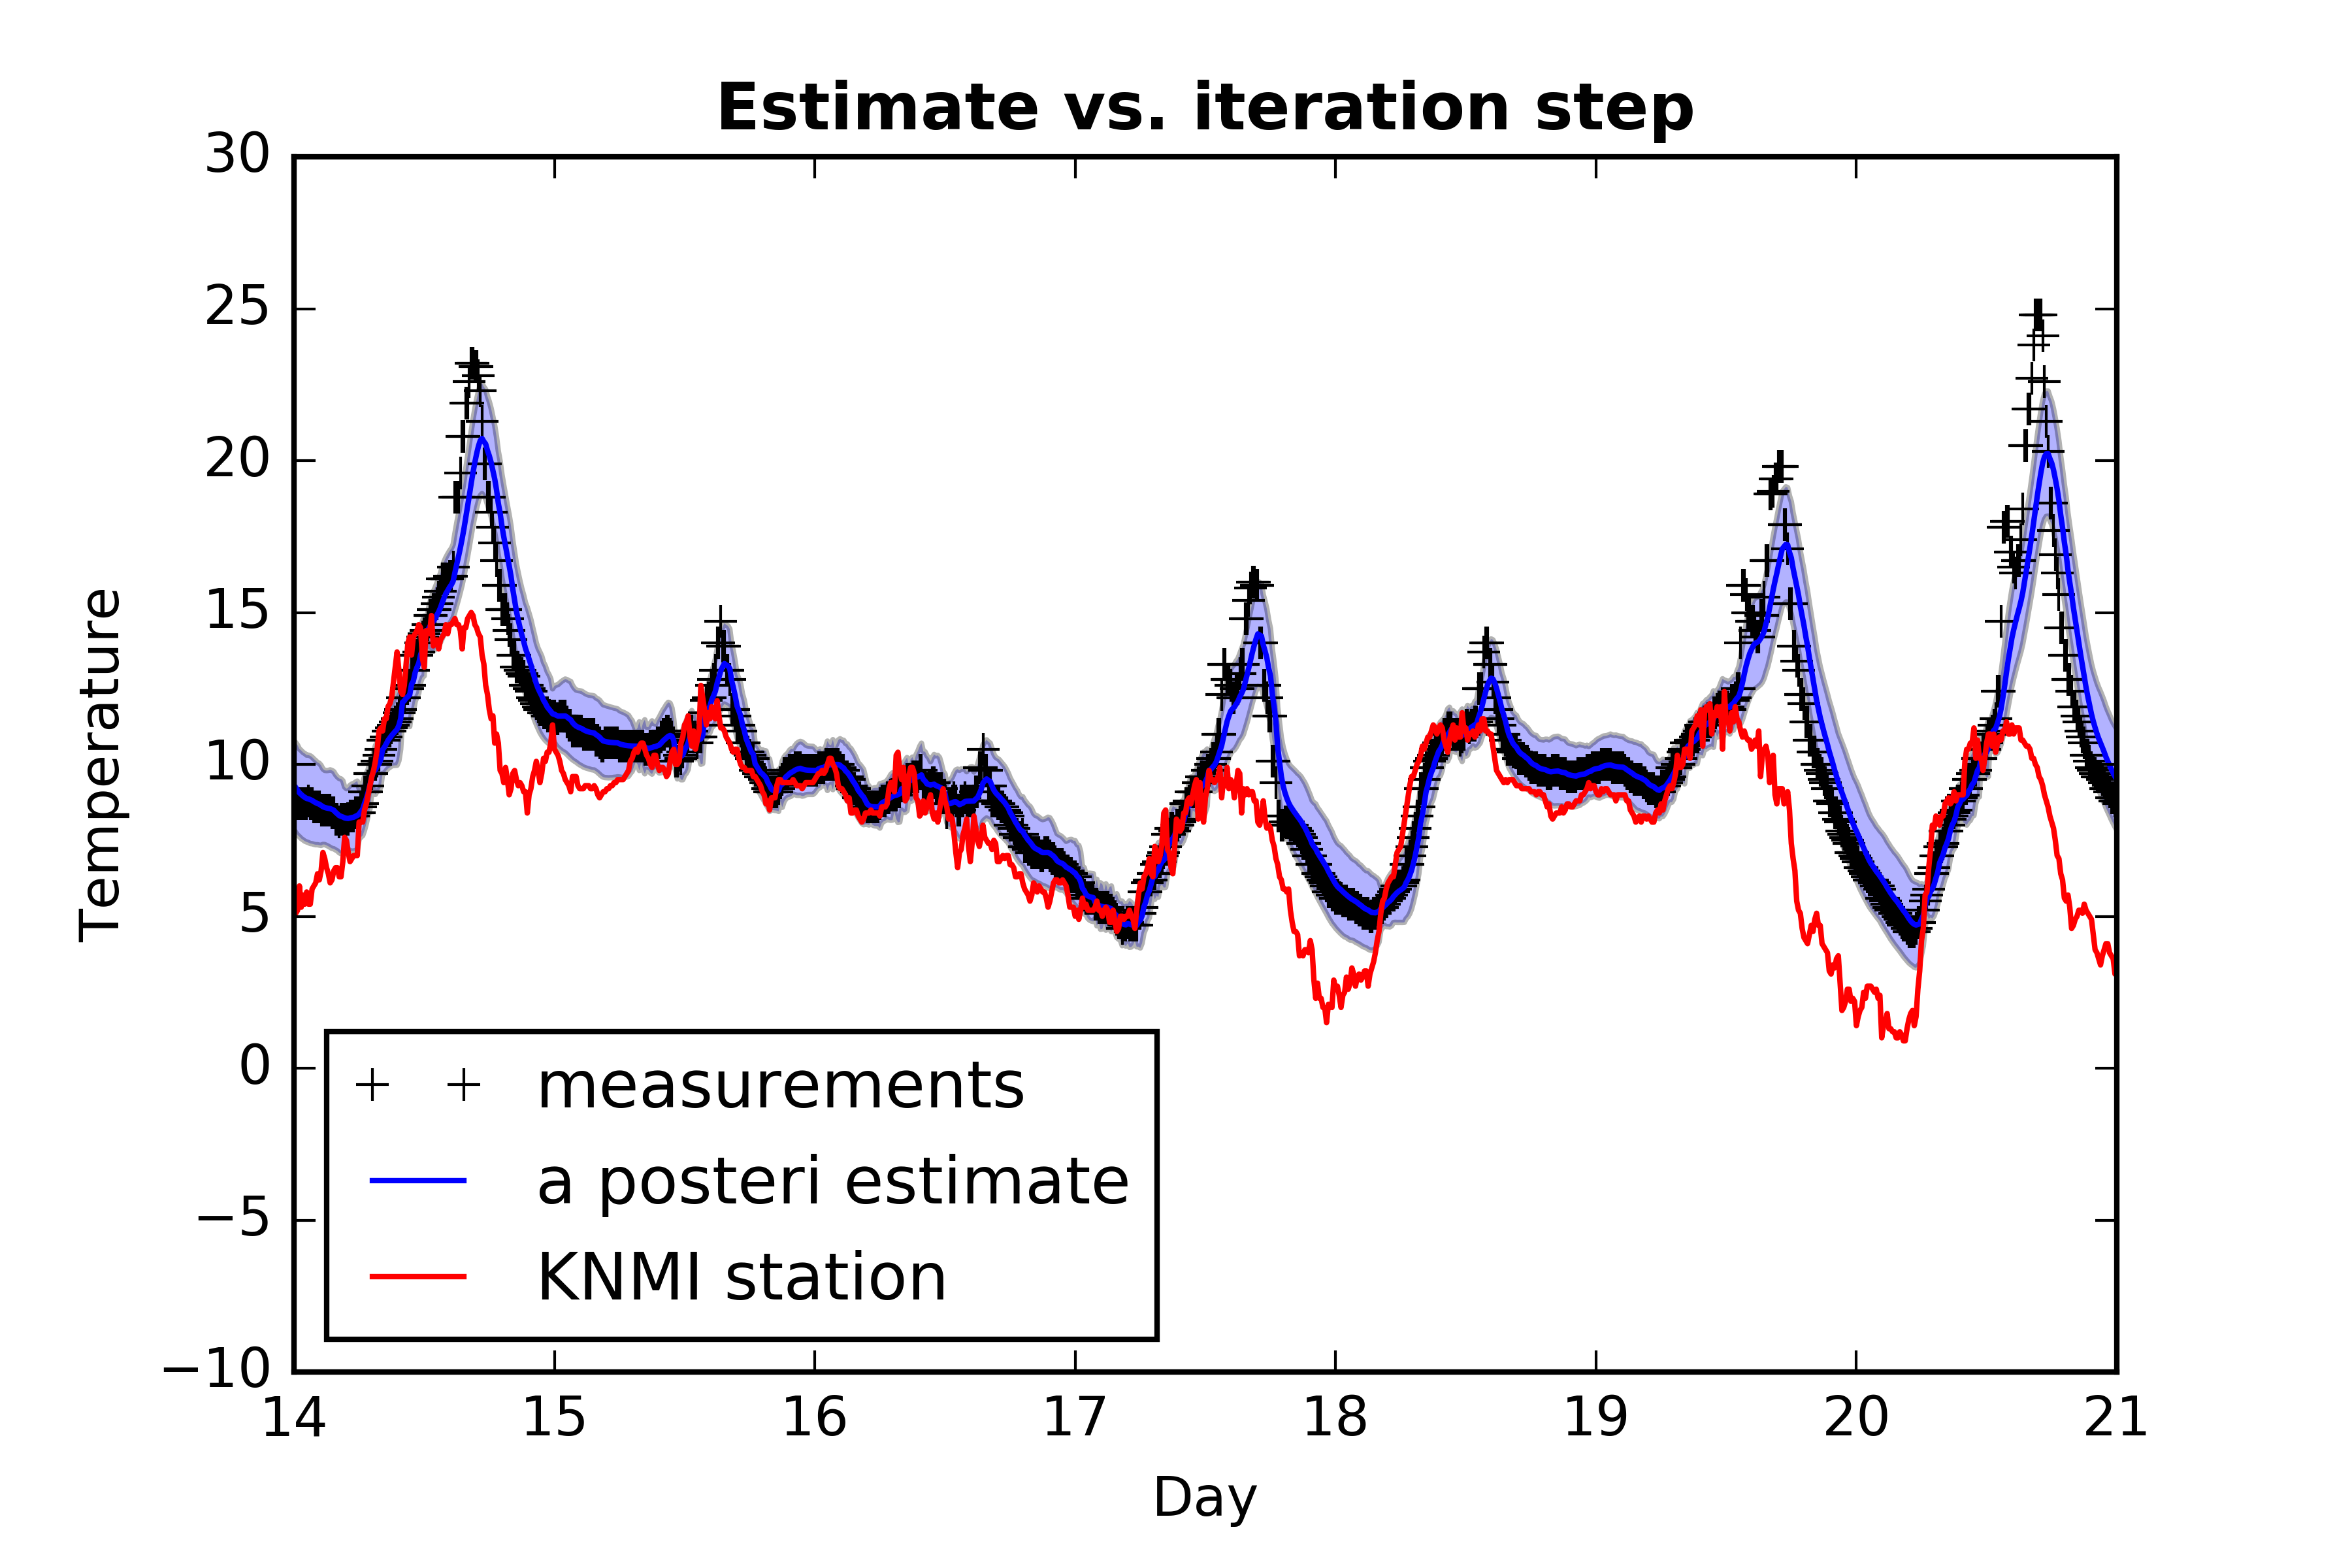 Estimate vs. iteration step
30
25
20
15
10
5
0
−5
−10
Temperature
measurements
a posteri estimate
KNMI station
14 15 16 17 18 19 20 21
Day